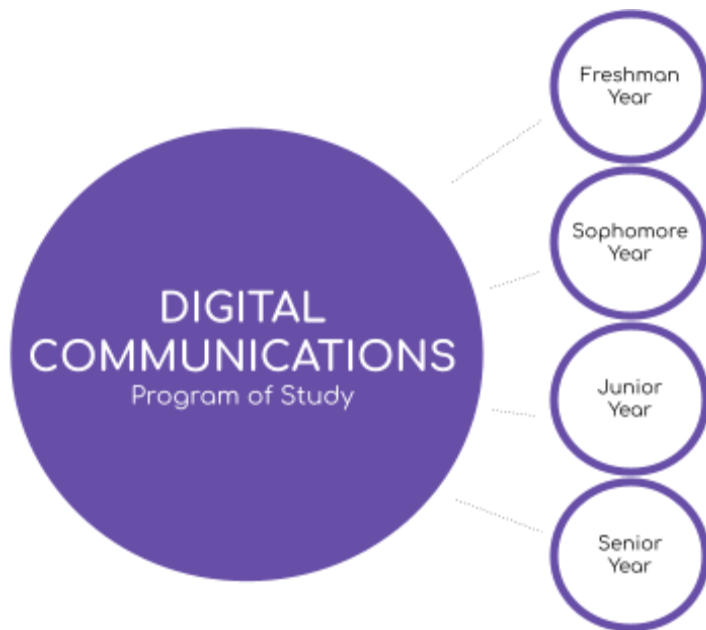 DIGITAL
COMMUNICATIONS
Program of Study
Freshman
Year
Sophomore
Year
Junior
Year
Senior
Year